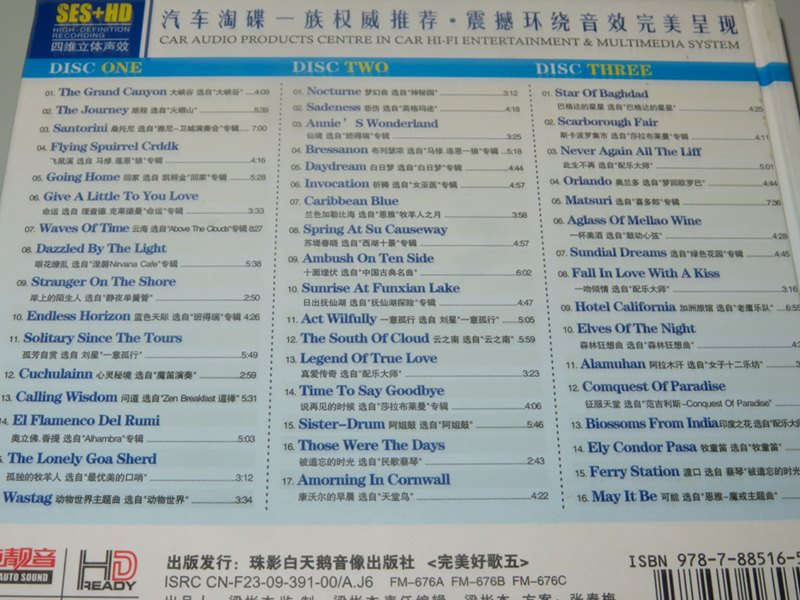 SES+HD
HIGH-DEFINITION
RECORDING
四维立体声效
汽车淘碟一族权威推荐·震撼环绕音效完美呈现
CAR AUDIO PRODUCTS CENTRE IN CAR HI-FI ENTERTAINMENT & MULTIMEDIA SYSTEM
DISC ONE
01. The Grand Canyon 大峡谷 选自"大峡谷" 4:09
02. The Journey 旅程 选自"火烟山" 5:39
03. Santorini 桑托尼 选自"雅尼-卫城演奏会"专辑 7:00
04. Flying Spuirrel Crddk
飞鼠溪 选自 马修.莲恩"狼"专辑 4:16
05. Going Home 回家 选自 凯丽金"回家"专辑 5:28
06. Give A Little To You Love
命运 选自 理查德.克莱德曼"命运"专辑 3:33
07. Waves Of Time 云海 选自"Above The Clouds"专辑 8:27
08. Dazzled By The Light
眼花缭乱 选自"涅磐Nirvana Cafe"专辑 5:38
09. Stranger On The Shore
岸上的陌生人 选自"静夜单簧管" 2:50
10. Endless Horizon 蓝色天际 选自"班得瑞"专辑 4:26
11. Solitary Since The Tours
孤芳自赏 选自 刘星"一意孤行" 5:49
12. Cuchulainn 心灵秘境 选自"魔笛演奏" 2:59
13. Calling Wisdom 问道 选自"Zen Breakfast 道禅" 5:31
14. El Flamenco Del Rumi
奥立佛.香提 选自"Alhambra"专辑 5:03
The Lonely Goa Sherd
孤独的牧羊人 选自"最优美的口哨" 3:12
Wastag 动物世界主题曲 选自"动物世界" 3:34
DISC TWO
01. Nocturne 梦幻曲 选自"神秘园" 3:12
02. Sadeness 悲伤 选自"英格玛迷" 4:18
03. Annie'S Wonderland
仙境 选自"班得瑞"专辑 3:25
04. Bressanon 布列瑟浓 选自"马修.连恩一狼"专辑 5:18
05. Daydream 白日梦 选自"白日梦"专辑 4:44
06. Invocation 祈祷 选自"女巫医"专辑 4:57
07. Caribbean Blue
兰色加勒比海 选自"恩雅"牧羊人之月 3:58
08. Spring At Su Causeway
苏堤春晓 选自"西湖十景"专辑 4:57
09. Ambush On Ten Side
十面埋伏 选自"中国古典名曲" 6:02
10. Sunrise At Funxian Lake
日出抚仙湖 选自"抚仙湖探险"专辑 4:47
11. Act Wilfully 一意孤行 选自"一意孤行" 5:05
12. The South Of Cloud 云之南 选自"云之南" 5:59
13. Legend Of True Love
真爱传奇 选自"配乐大师" 3:23
14. Time To Say Goodbye
说再见的时候 选自"莎拉布莱曼"专辑 4:06
15. Sister-Drum 阿姐鼓 选自"阿姐鼓" 5:46
16. Those Were The Days
被遗忘的时光 选自"民歌蔡琴" 2:43
17. Amorning In Cornwall
康沃尔的早晨 选自"天堂鸟" 4:22
DISC THREE
01. Star Of Baghdad
巴格达的星星 选自"巴格达的星星" 4:25
02. Scarborough Fair
斯卡波罗集市 选自"莎拉布莱曼"专辑 4:11
03. Never Again All The Liff
此生不再 选自"配乐大师" 5:01
04. Orlando 奥兰多 选自"梦回欧罗巴" 4:44
05. Matsuri 选自"喜多郎"专辑 7:36
06. Aglass Of Mellao Wine
一杯美酒 选自"鼓动心弦" 4:28
07. Sundial Dreams 选自"绿色花园"专辑 4:45
08. Fall In Love With A Kiss
一吻倾情 选自"配乐大师" 3:16
09. Hotel California 加洲旅馆 选自"老鹰乐队" 6:55
10. Elves Of The Night
森林狂想曲 选自"森林狂想曲" 4:
11. Alamuhan 阿拉木汗 选自"女子十二乐坊" 3:
12. Comquest Of Paradise
征服天堂 选自"范吉利斯-Conquest Of Paradise"
13. Biossoms From India 印度之花 选自"配乐大师"
14. Ely Condor Pasa 牧童笛 选自"牧童笛"
15. Ferry Station 渡口 选自 蔡琴"被遗忘的时光"
16. May It Be 可能 选自"恩雅-魔戒主题曲"
靓音
AUTO SOUND
HD
READY
出版发行：珠影白天鹅音像出版社 <完美好歌五>
ISRC CN-F23-09-391-00/A.J6 FM-676A FM-676B FM-676C
ISBN 978-7-88516-5